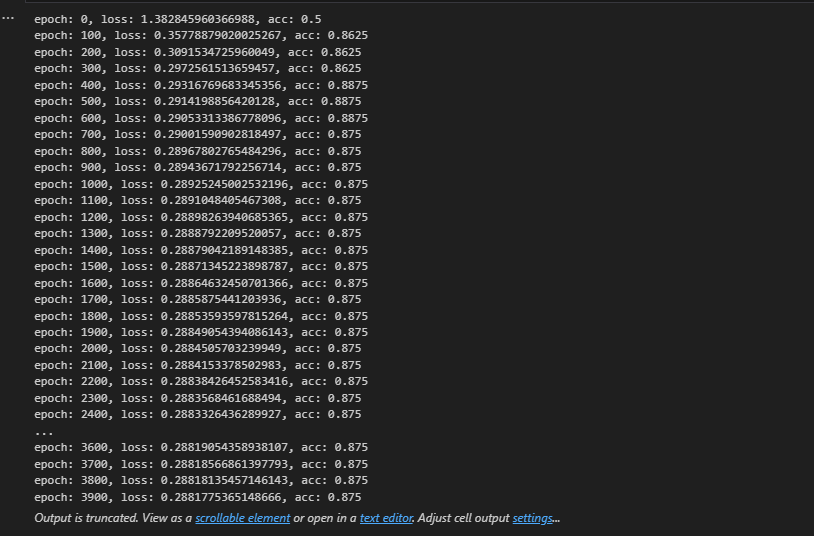 ...
epoch: 0, loss: 1.382845960366988, acc: 0.5
epoch: 100, loss: 0.35778879020025267, acc: 0.8625
epoch: 200, loss: 0.3091534725960049, acc: 0.8625
epoch: 300, loss: 0.2972561513659457, acc: 0.8625
epoch: 400, loss: 0.29316769683345356, acc: 0.8875
epoch: 500, loss: 0.2914198856420128, acc: 0.8875
epoch: 600, loss: 0.29053313386778096, acc: 0.8875
epoch: 700, loss: 0.29001590902818497, acc: 0.875
epoch: 800, loss: 0.28967802765484296, acc: 0.875
epoch: 900, loss: 0.28943671792256714, acc: 0.875
epoch: 1000, loss: 0.28925245002532196, acc: 0.875
epoch: 1100, loss: 0.2891048405467308, acc: 0.875
epoch: 1200, loss: 0.28898263940685365, acc: 0.875
epoch: 1300, loss: 0.2888792209520057, acc: 0.875
epoch: 1400, loss: 0.28879042189148385, acc: 0.875
epoch: 1500, loss: 0.28871345223898787, acc: 0.875
epoch: 1600, loss: 0.28864632450701366, acc: 0.875
epoch: 1700, loss: 0.2885875441203936, acc: 0.875
epoch: 1800, loss: 0.28853593597815264, acc: 0.875
epoch: 1900, loss: 0.28849054394086143, acc: 0.875
epoch: 2000, loss: 0.2884505703239949, acc: 0.875
epoch: 2100, loss: 0.2884153378502983, acc: 0.875
epoch: 2200, loss: 0.28838426452583416, acc: 0.875
epoch: 2300, loss: 0.2883568461688494, acc: 0.875
epoch: 2400, loss: 0.2883326436289927, acc: 0.875
...
epoch: 3600, loss: 0.28819054358938107, acc: 0.875
epoch: 3700, loss: 0.28818566861397793, acc: 0.875
epoch: 3800, loss: 0.28818135457146143, acc: 0.875
epoch: 3900, loss: 0.2881775365148666, acc: 0.875
Output is truncated. View as a scrollable element or open in a text editor. Adjust cell output settings...